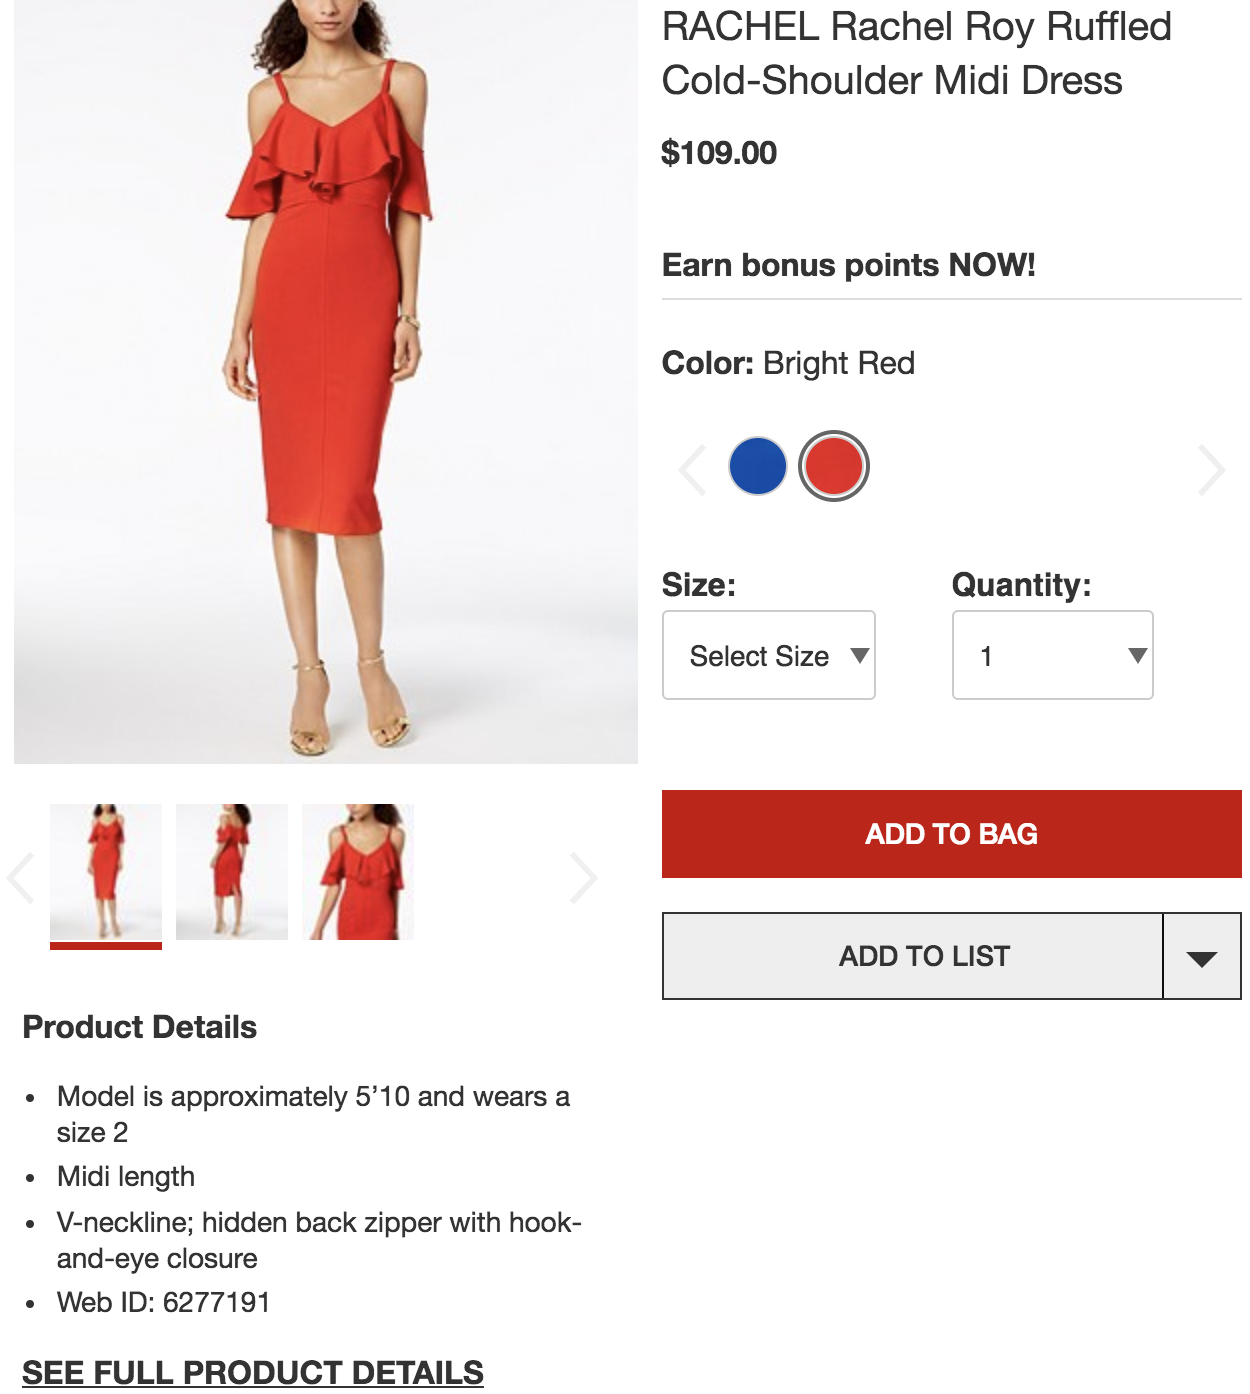 RACHEL Rachel Roy Ruffled
Cold-Shoulder Midi Dress
$109.00
Earn bonus points NOW!
Color: Bright Red
Size:
Quantity:
Select Size
1
ADD TO BAG
ADD TO LIST
Product Details
• Model is approximately 5’10 and wears a
size 2
• Midi length
• V-neckline; hidden back zipper with hook-
and-eye closure
• Web ID: 6277191
SEE FULL PRODUCT DETAILS